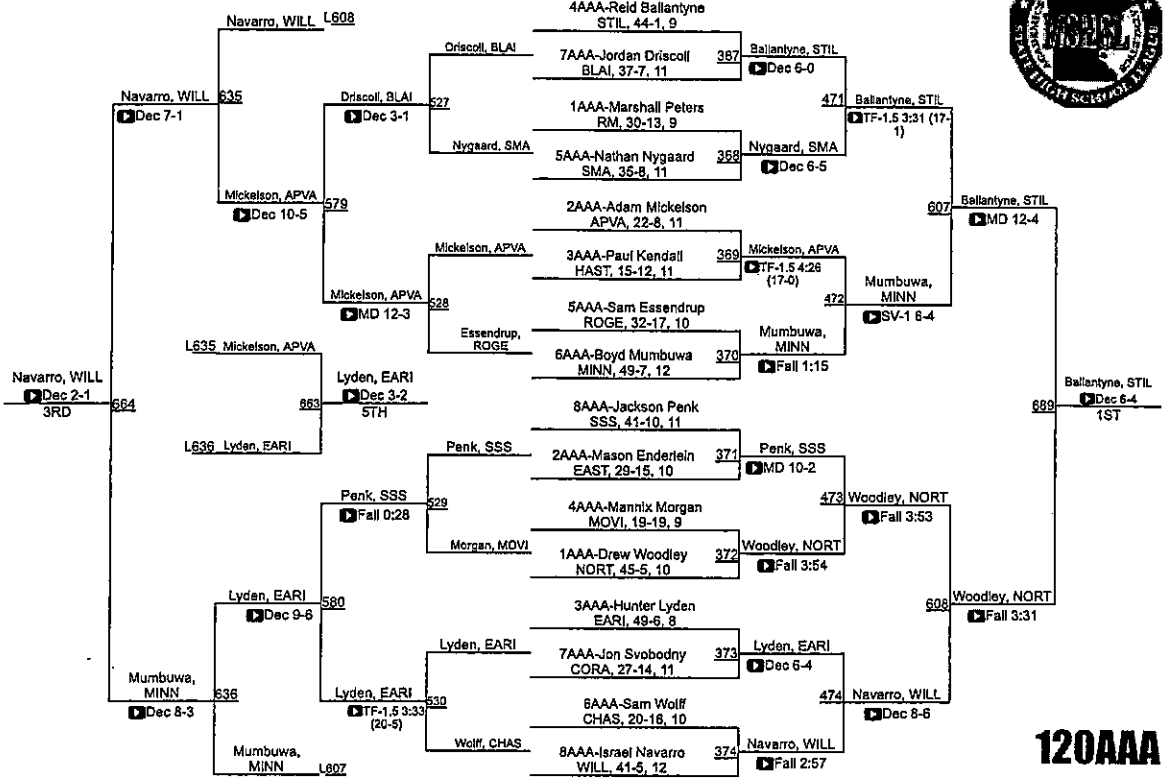 4AAA-Reid Ballantyne
STIL, 44-1, 9
7AAA-Jordan Driscoll
BLAI, 37-7, 11
1AAA-Marshall Peters
RM, 30-13, 9
5AAA-Nathan Nygaard
SMA, 35-8, 11
2AAA-Adam Mickelson
APVA, 22-8, 11
3AAA-Paul Kendall
HAST, 15-12, 11
5AAA-Sam Essendrup
ROGE, 32-17, 10
6AAA-Boyd Mumbuwa
MINN, 49-7, 12
8AAA-Jackson Penk
SSS, 41-10, 11
2AAA-Mason Enderlein
EAST, 29-15, 10
4AAA-Mannix Morgan
MOVI, 19-19, 9
1AAA-Drew Woodley
NORT, 45-5, 10
3AAA-Hunter Lyden
EARI, 49-6, 8
7AAA-Jon Svobodny
CORA, 27-14, 11
6AAA-Sam Wolff
CHAS, 20-16, 10
8AAA-Israel Navarro
WILL, 41-5, 12
367
Ballantyne, STIL
Dec 6-0
368
Nygaard, SMA
Dec 6-5
369
Mickelson, APVA
TF-1.5 4:26
(17-0)
370
Mumbuwa,
MINN
Fall 1:15
371
Penk, SSS
MD 10-2
372
Woodley, NORT
Fall 3:54
373
Lyden, EARI
Dec 6-4
374
Navarro, WILL
Fall 2:57
471
Ballantyne, STIL
TF-1.5 3:31 (17-
1)
472
Mumbuwa,
MINN
SV-1 6-4
473
Woodley, NORT
Fall 3:53
474
Navarro, WILL
Dec 8-6
607
Ballantyne, STIL
MD 12-4
608
Woodley, NORT
Fall 3:31
689
Ballantyne, STIL
Dec 6-4
1ST
Driscoll, BLAI
Nygaard, SMA
527
Driscoll, BLAI
Dec 3-1
Mickelson, APVA
Essendrup,
ROGE
528
Mickelson, APVA
MD 12-3
Penk, SSS
Morgan, MOVI
529
Penk, SSS
Fall 0:28
Lyden, EARI
Wolff, CHAS
530
Lyden, EARI
TF-1.5 3:33
(20-5)
579
Mickelson, APVA
Dec 10-5
580
Lyden, EARI
Dec 9-6
Navarro, WILL
L608
635
Navarro, WILL
Dec 7-1
Mumbuwa,
MINN
L607
636
Mumbuwa,
MINN
Dec 8-3
664
Navarro, WILL
Dec 2-1
3RD
L635 Mickelson, APVA
L636 Lyden, EARI
663
Lyden, EARI
Dec 3-2
5TH
STATE HIGH SCHOOL LEAGUE
120AAA